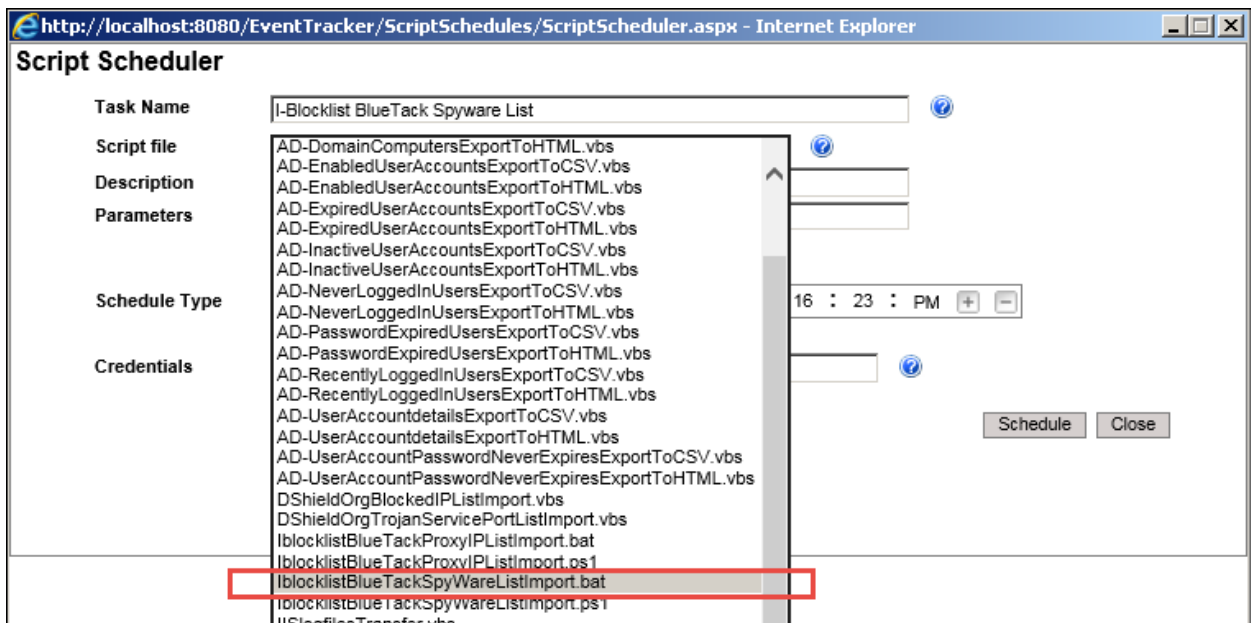 http://localhost:8080/EventTracker/ScriptSchedules/ScriptScheduler.aspx - Internet Explorer
Script Scheduler
Task Name
I-Blocklist BlueTack Spyware List
Script file
AD-DomainComputersExportToHTML.vbs
AD-EnabledUserAccountsExportToCSV.vbs
Description
AD-EnabledUserAccountsExportToHTML.vbs
AD-ExpiredUserAccountsExportToCSV.vbs
Parameters
AD-ExpiredUserAccountsExportToHTML.vbs
AD-InactiveUserAccountsExportToCSV.vbs
AD-InactiveUserAccountsExportToHTML.vbs
AD-NeverLoggedInUsersExportToCSV.vbs
Schedule Type
16 : 23 : PM + -
AD-NeverLoggedInUsersExportToHTML.vbs
AD-PasswordExpiredUsersExportToCSV.vbs
AD-PasswordExpiredUsersExportToHTML.vbs
Credentials
AD-RecentlyLoggedInUsersExportToCSV.vbs
AD-RecentlyLoggedInUsersExportToHTML.vbs
AD-UserAccountdetailsExportToCSV.vbs
Schedule Close
AD-UserAccountdetailsExportToHTML.vbs
AD-UserAccountPasswordNeverExpiresExportToCSV.vbs
AD-UserAccountPasswordNeverExpiresExportToHTML.vbs
DShieldOrgBlockedIPListImport.vbs
DShieldOrgTrojanServicePortListImport.vbs
IblocklistBlueTackProxyIPListImport.bat
IblocklistBlueTackProxyIPListImport.ps1
IblocklistBlueTackSpyWareListImport.bat
IblocklistBlueTackSpyWareListImport.ps1